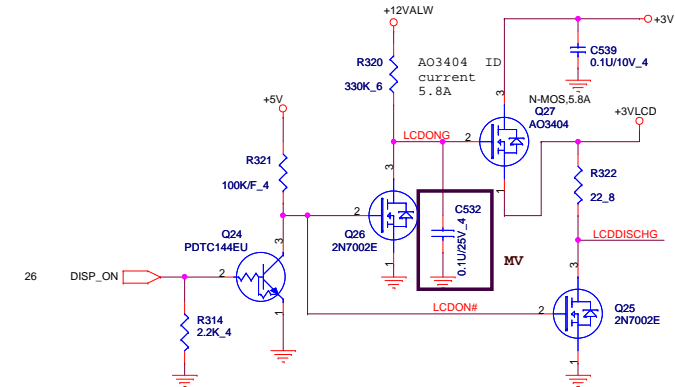 +12VALW
+3V
R320
330K_6
AO3404 ID
current
5.8A
C539
0.1U/10V_4
3
N-MOS,5.8A
Q27
AO3404
+5V
+3VLCD
LCDONG
2
R321
100K/F_4
3
1
R322
22_8
2
Q26
2N7002E
C532
0.1U/25V_4
LCDDISCHG
Q24
PDTC144EU
3
1
MV
3
26
DISP_ON
2
R314
2.2K_4
1
LCDON#
2
Q25
2N7002E
1